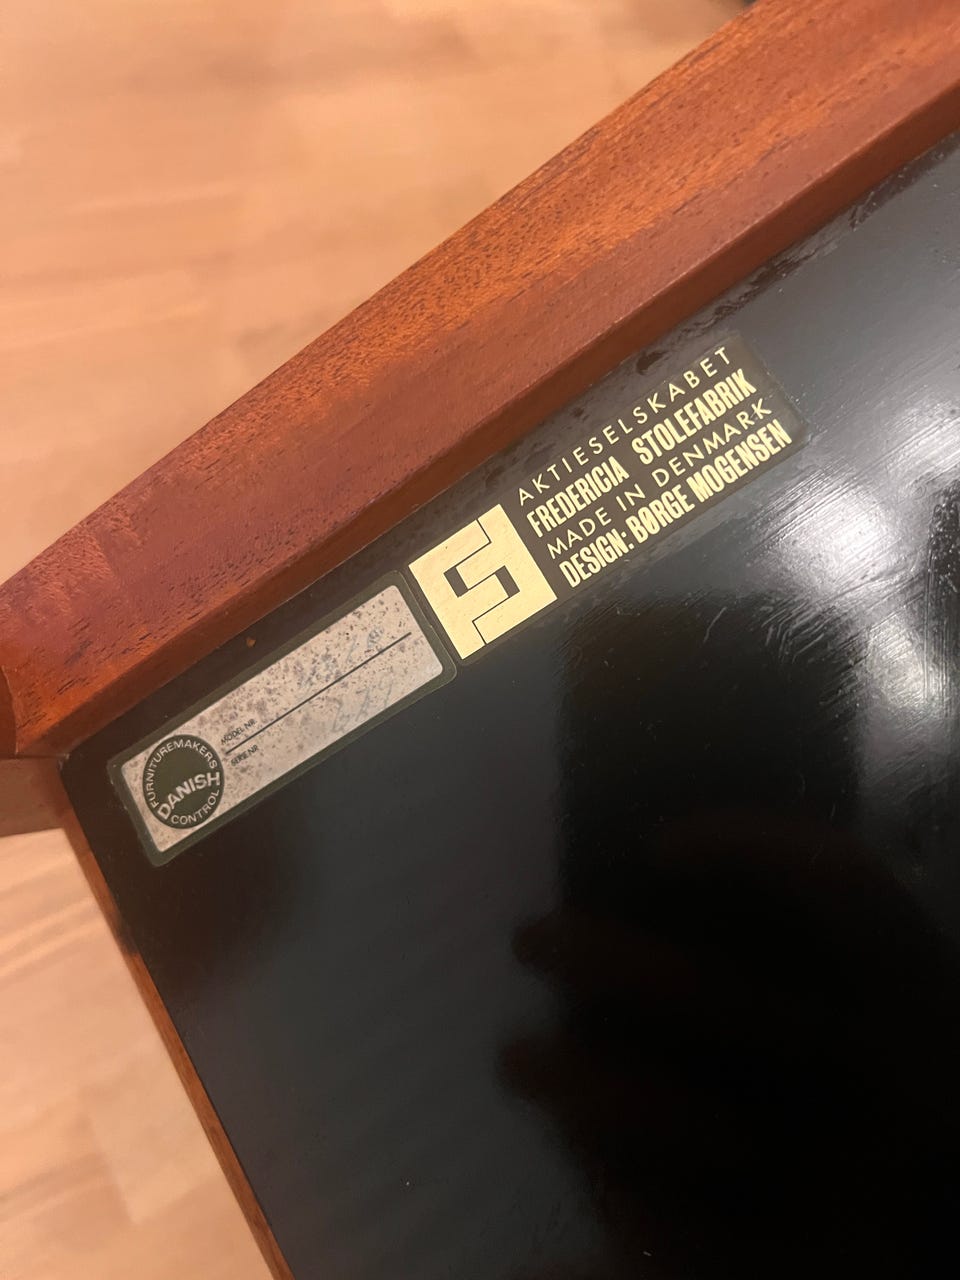 AKTIESELSKABET
FREDERICIA STOLEFABRIK
MADE IN DENMARK
DESIGN: BØRGE MOGENSEN
MODEL NR
SERIE NR
FURNITUREMAKERS
DANISH
CONTROL